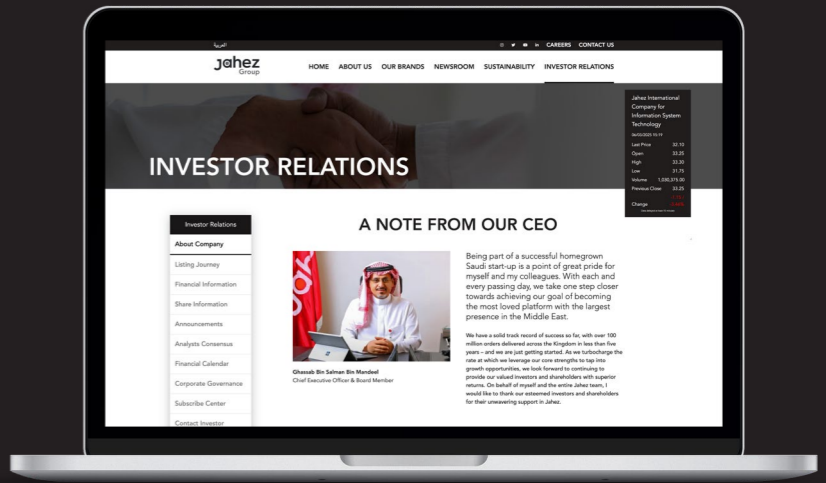 العربية
CAREERS CONTACT US
jahez
Group
HOME ABOUT US OUR BRANDS NEWSROOM SUSTAINABILITY INVESTOR RELATIONS
INVESTOR RELATIONS
Jahez International
Company for
Information System
Technology
Last Price 32.10
Open 33.25
High 33.30
Low 31.75
Volume 1,030,375.00
Previous Close 33.25
Change
Investor Relations
About Company
Listing Journey
Financial Information
Share Information
Announcements
Analysts Consensus
Financial Calendar
Corporate Governance
Subscribe Center
Contact Investor
A NOTE FROM OUR CEO
Ghassab Bin Salman Bin Mandeel
Chief Executive Officer & Board Member
Being part of a successful homegrown
Saudi start-up is a point of great pride for
myself and my colleagues. With each and
every passing day, we take one step closer
towards achieving our goal of becoming
the most loved platform with the largest
presence in the Middle East.
We have a solid track record of success so far, with over 100
million orders delivered across the Kingdom in less than five
years – and we are just getting started. As we turbocharge the
rate at which we leverage our core strengths to tap into
growth opportunities, we look forward to continuing to
provide our valued investors and shareholders with superior
returns. On behalf of myself and the entire Jahez team, I
would like to thank our esteemed investors and shareholders
for their unwavering support in Jahez.